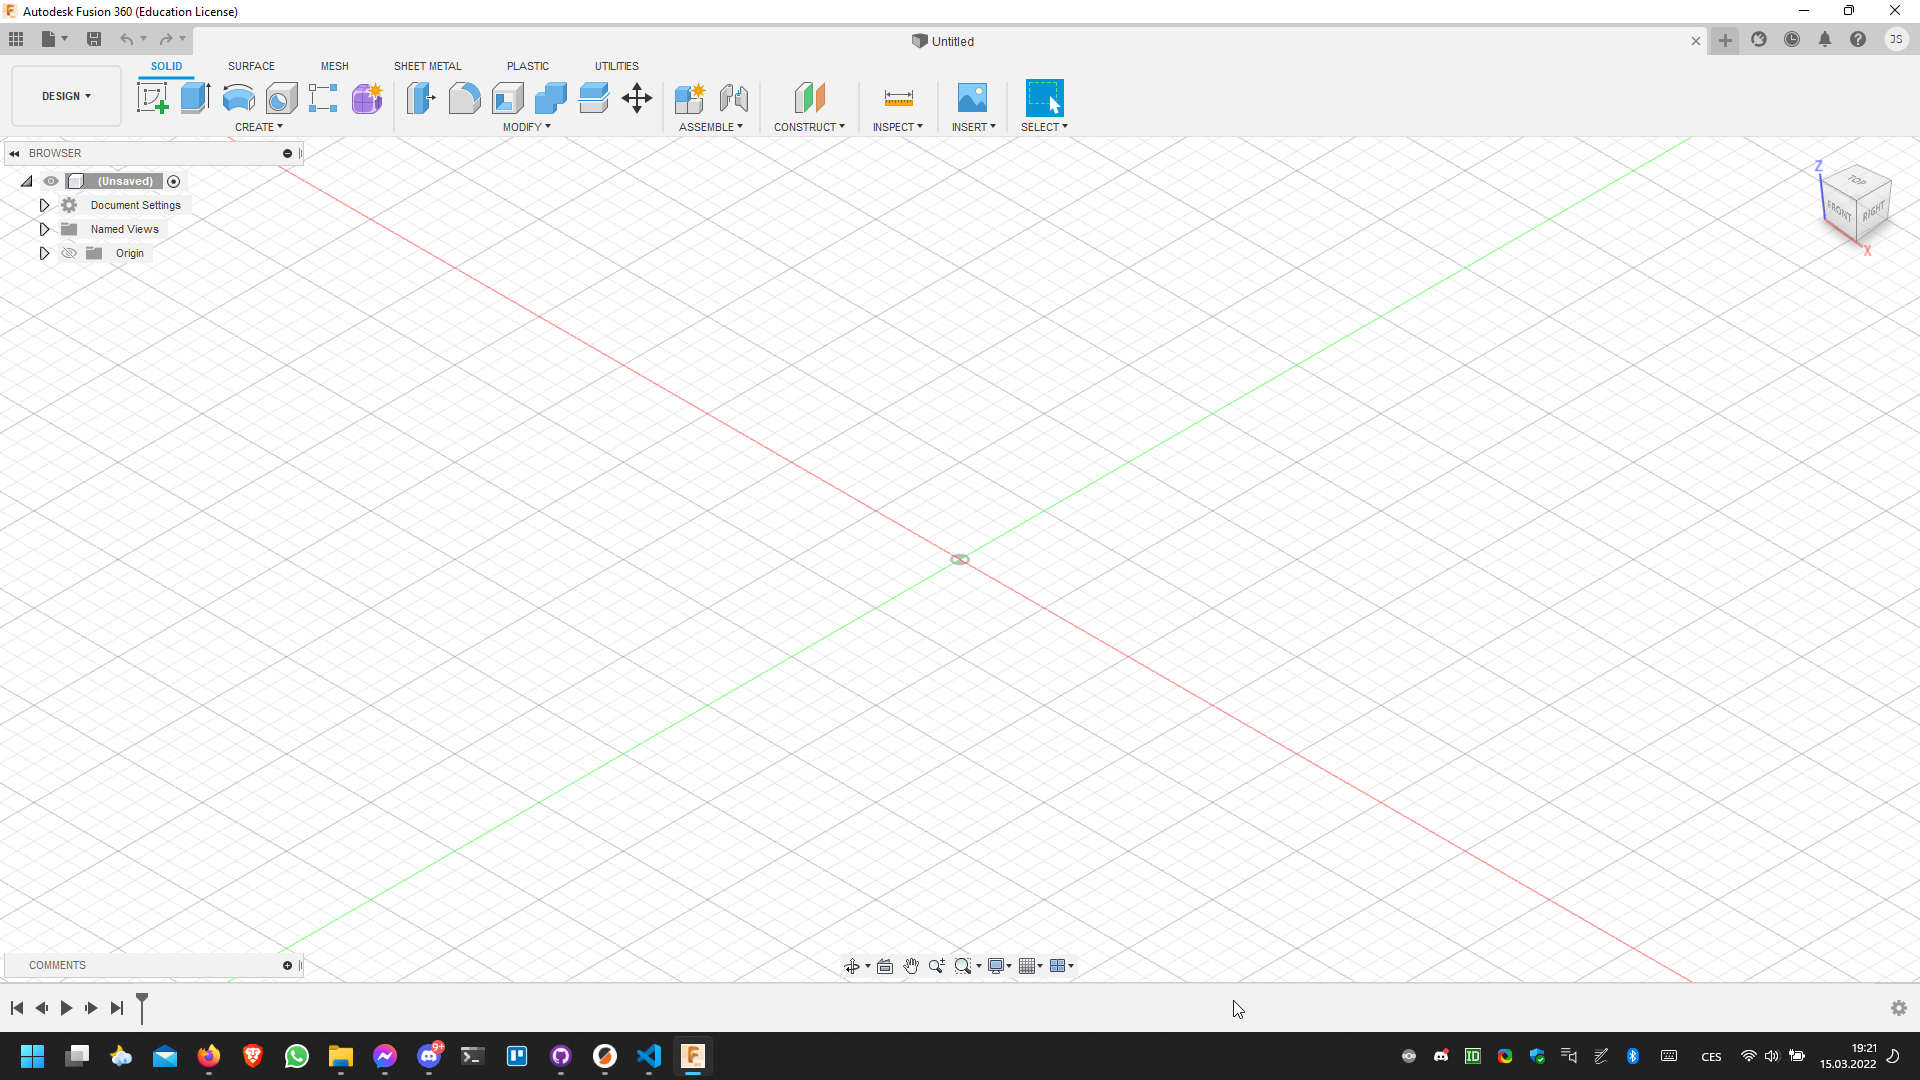 Autodesk Fusion 360 (Education License)
Untitled
JS
DESIGN
SOLID
SURFACE
MESH
SHEET METAL
PLASTIC
UTILITIES
CREATE
MODIFY
ASSEMBLE
CONSTRUCT
INSPECT
INSERT
SELECT
BROWSER
(Unsaved)
Document Settings
Named Views
Origin
Z
TOP
FRONT
RIGHT
X
COMMENTS
9+
ID
CES
19:21
15.03.2022